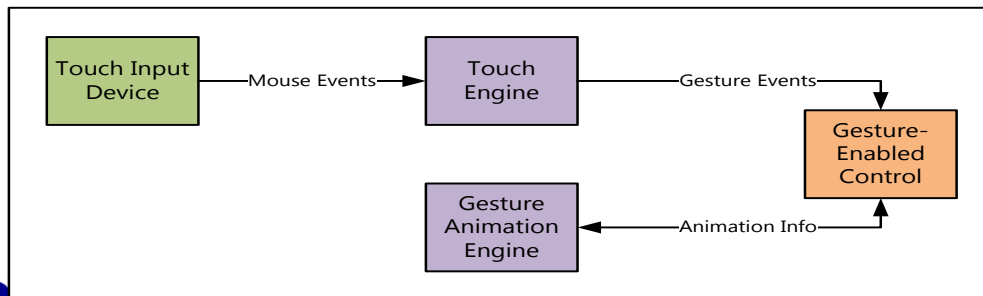 Touch Input
Device
Mouse Events
Touch
Engine
Gesture Events
Gesture-
Enabled
Control
Gesture
Animation
Engine
Animation Info